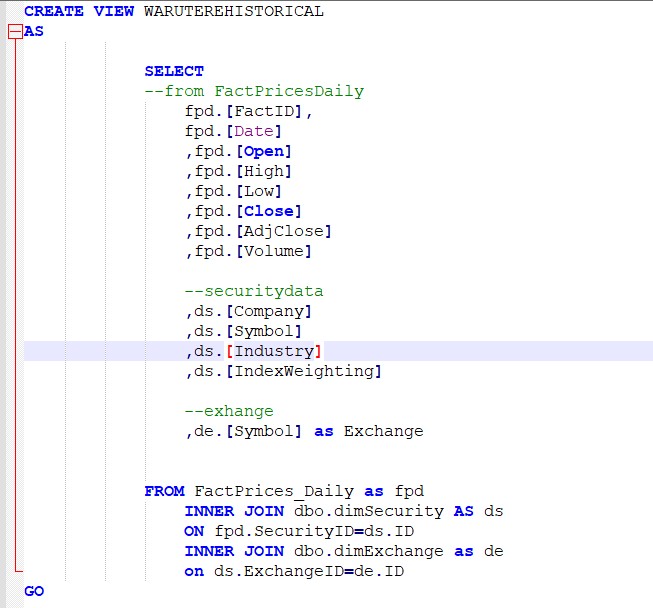 CREATE VIEW WARUTEREHISTORICAL
AS
SELECT
--from FactPricesDaily
fpd.[FactID],
fpd.[Date]
,fpd.[Open]
,fpd.[High]
,fpd.[Low]
,fpd.[Close]
,fpd.[AdjClose]
,fpd.[Volume]
--securitydata
,ds.[Company]
,ds.[Symbol]
,ds.[Industry]
,ds.[IndexWeighting]
--exhange
,de.[Symbol] as Exchange
FROM FactPrices_Daily as fpd
INNER JOIN dbo.dimSecurity AS ds
ON fpd.SecurityID=ds.ID
INNER JOIN dbo.dimExchange as de
on ds.ExchangeID=de.ID
GO